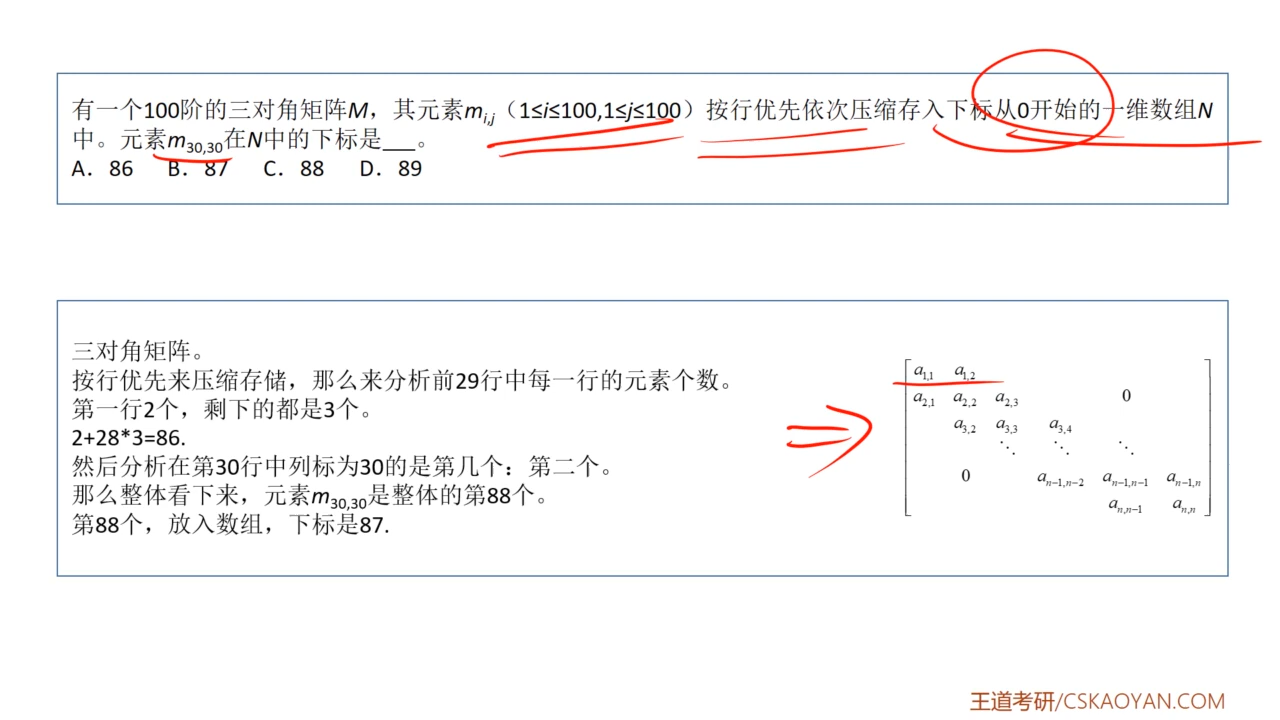 有一个100阶的三对角矩阵M，其元素mi,j（1≤i≤100,1≤j≤100）按行优先依次压缩存入下标从0开始的一维数组N
中。元素m30,30在N中的下标是___。
A．86 B．87 C．88 D．89
三对角矩阵。
按行优先来压缩存储，那么来分析前29行中每一行的元素个数。
第一行2个，剩下的都是3个。
2+28*3=86.
然后分析在第30行中列标为30的是第几个：第二个。
那么整体看下来，元素m30,30是整体的第88个。
第88个，放入数组，下标是87.
a1,1 a1,2
a2,1 a2,2 a2,3 0
a3,2 a3,3 a3,4
⋱ ⋱ ⋱
0 an−1,n−2 an−1,n−1 an−1,n
an,n−1 an,n
王道考研/CSKAOYAN.COM